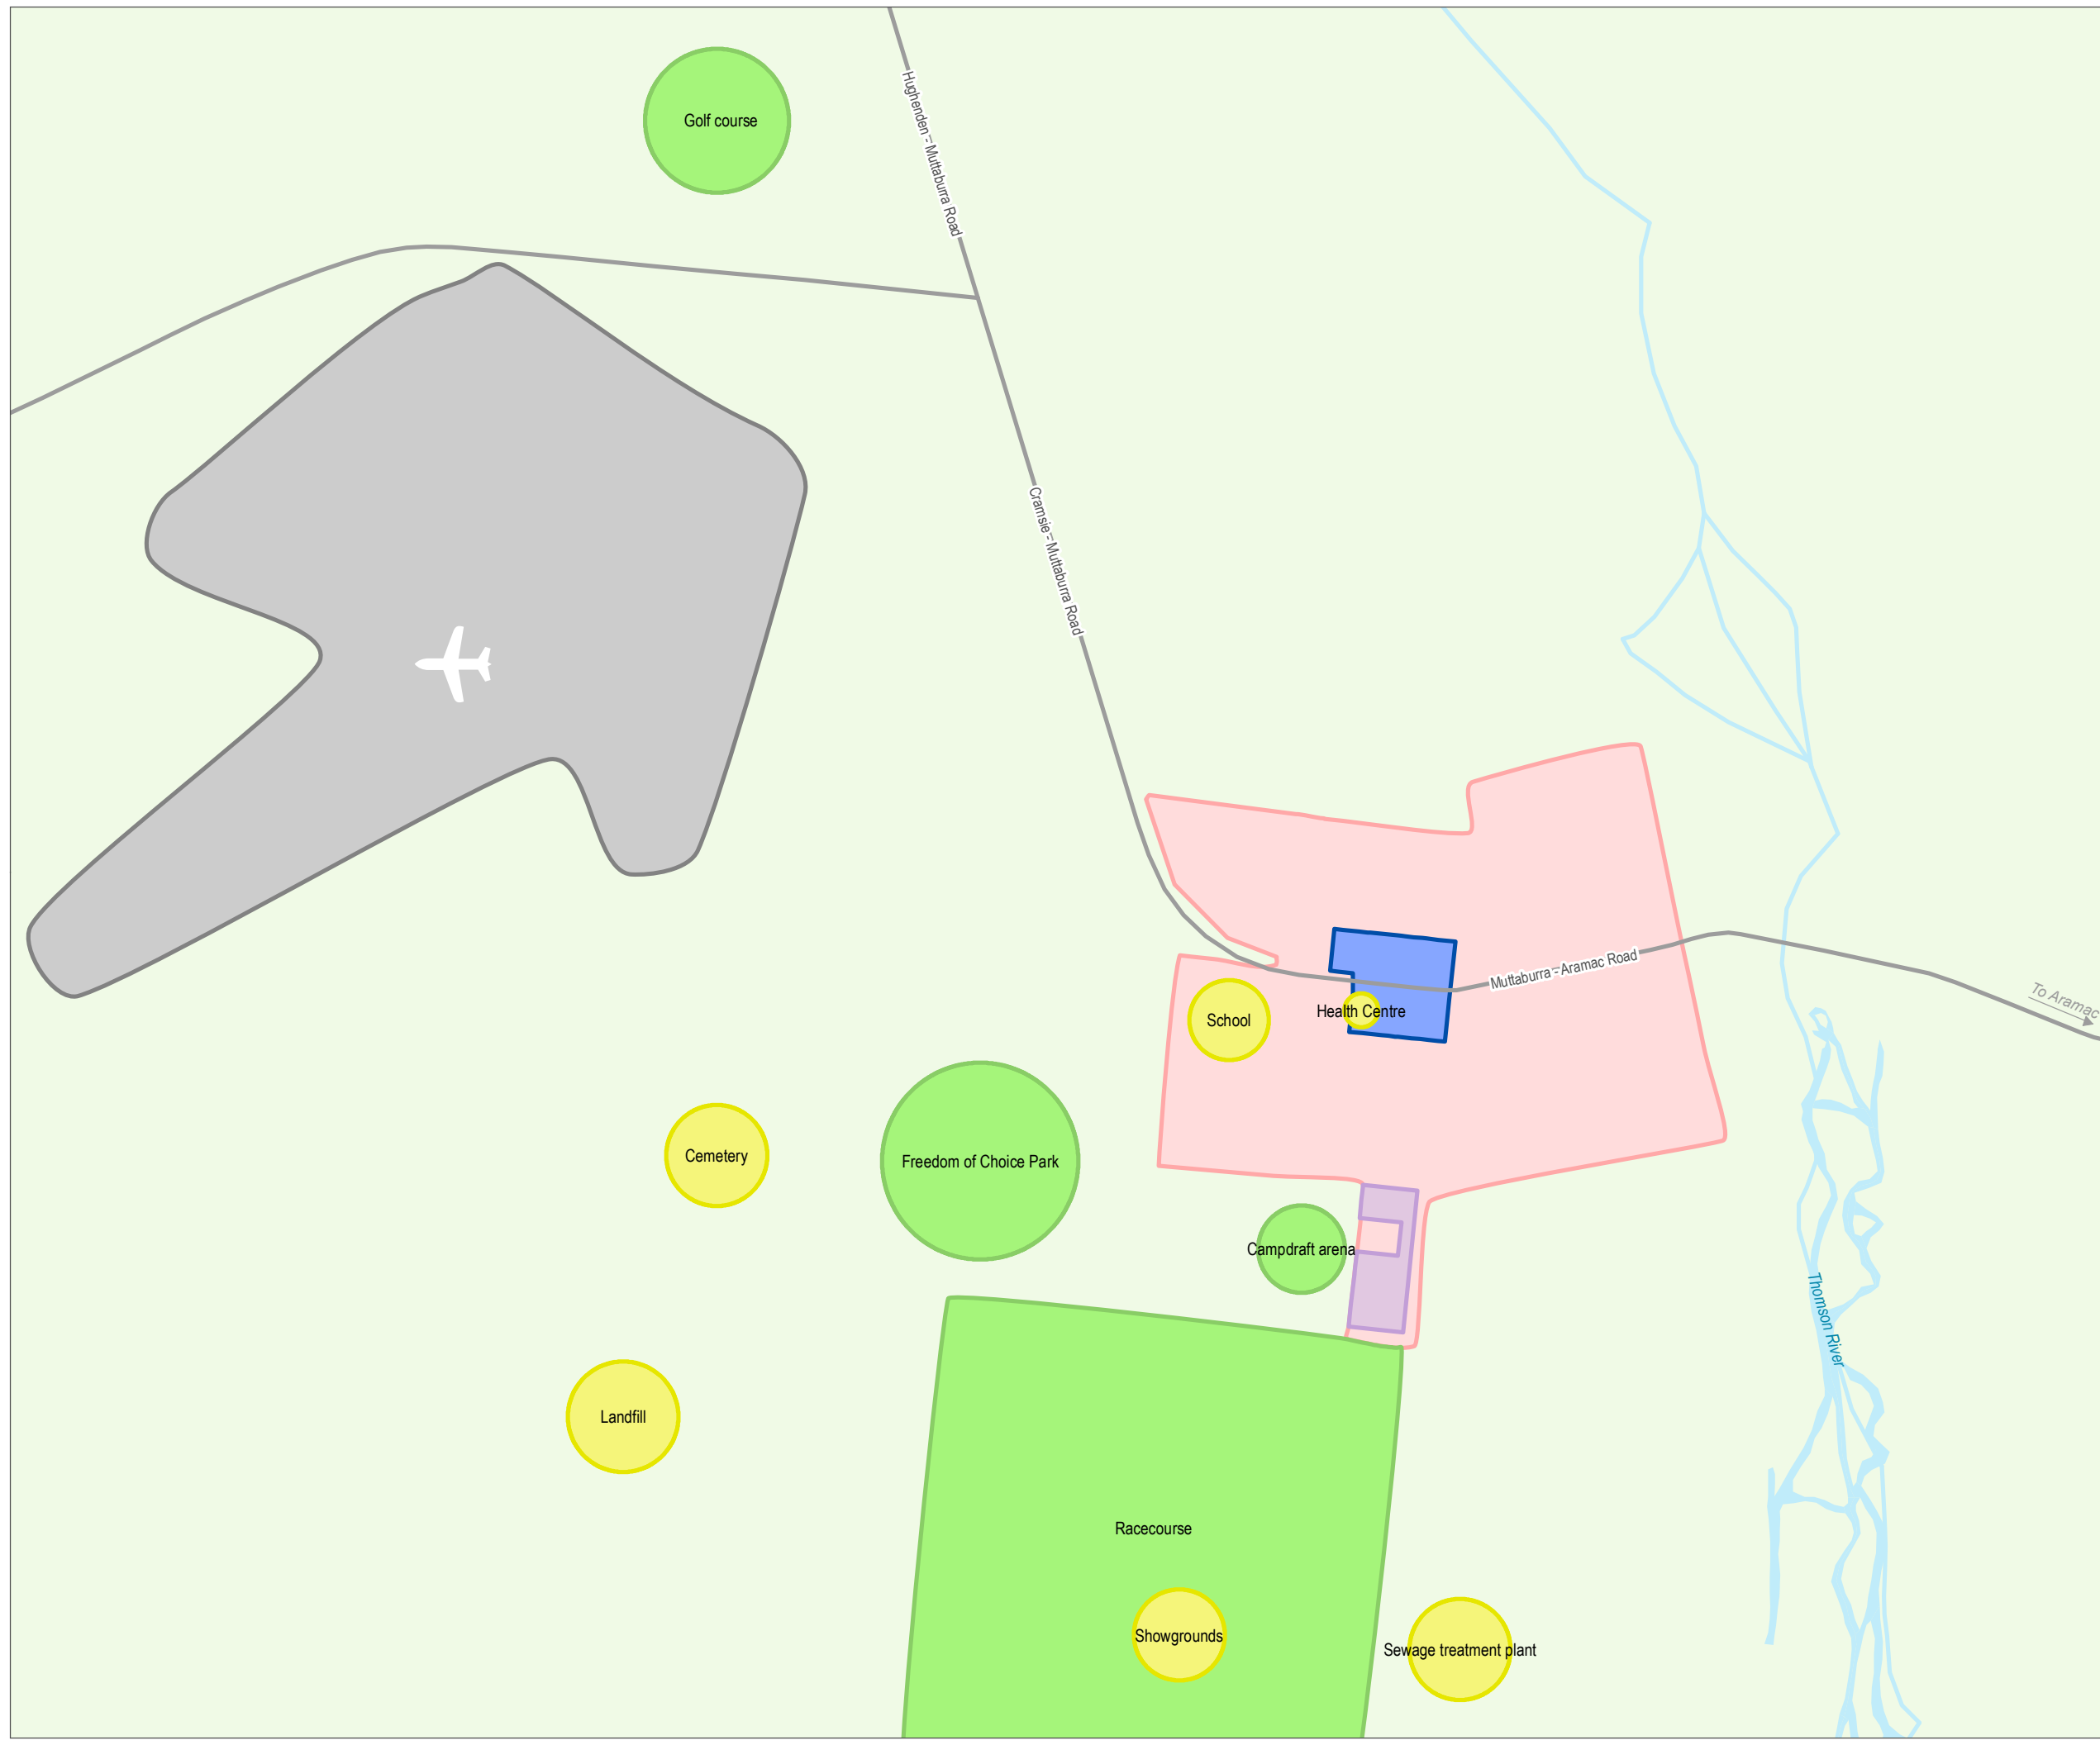 Golf course
Hughenden - Muttaburra Road
Cramsie - Muttaburra Road
Muttaburra - Aramac Road
To Aramac
Health Centre
School
Cemetery
Freedom of Choice Park
Campdraft arena
Thomson River
Landfill
Racecourse
Showgrounds
Sewage treatment plant